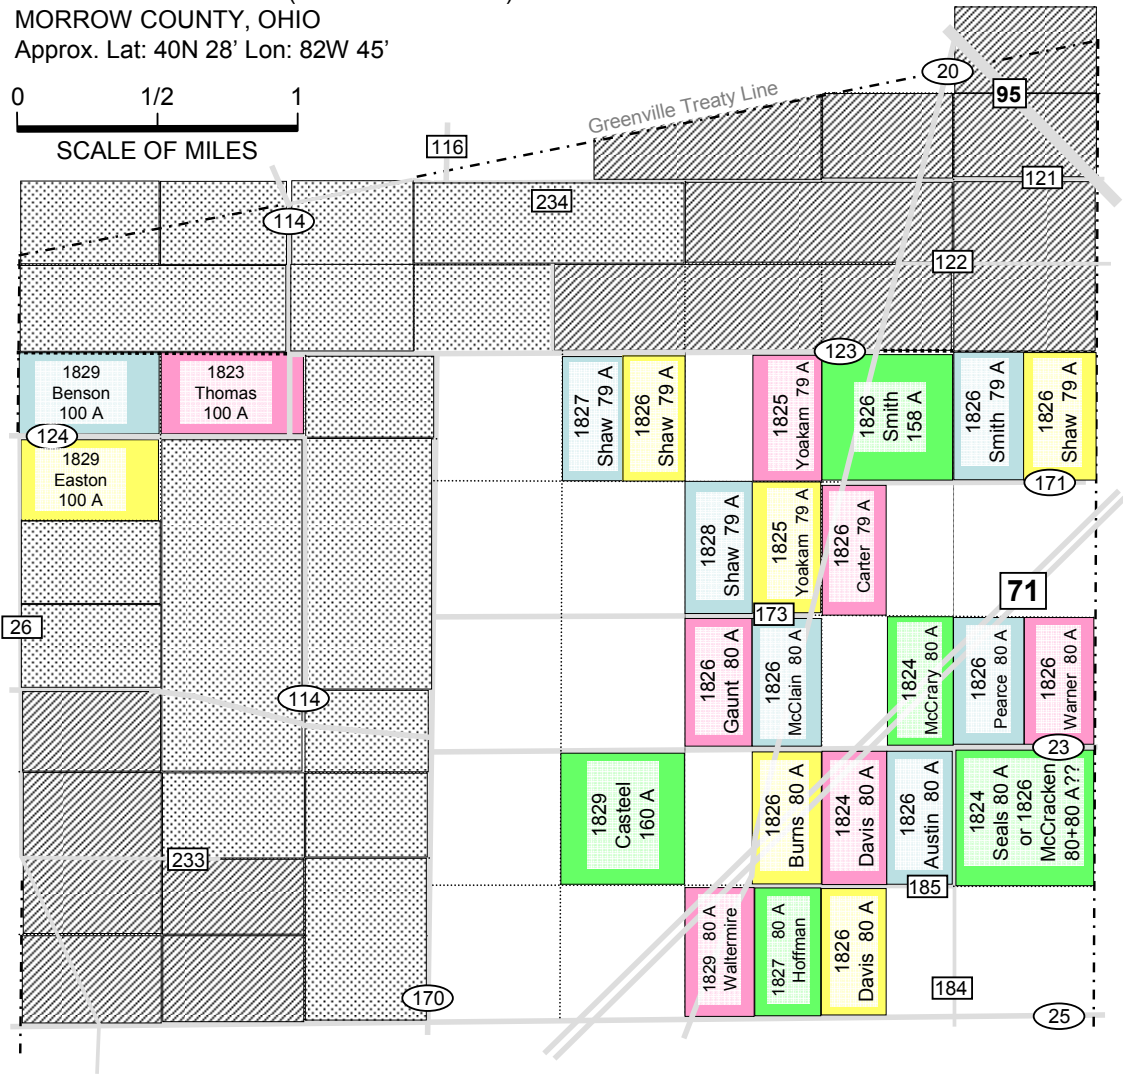 MORROW COUNTY, OHIO
Approx. Lat: 40N 28’ Lon: 82W 45’
0 1/2 1
SCALE OF MILES
20
95
Greenville Treaty Line
116
121
234
114
122
123
1829
Benson
100 A
1823
Thomas
100 A
1827
Shaw 79 A
1826
Shaw 79 A
1825
Yoakam 79 A
1826
Smith
158 A
1826
Smith 79 A
1826
Shaw 79 A
124
1829
Easton
100 A
171
1828
Shaw 79 A
1825
Yoakam 79 A
1826
Carter 79 A
71
173
26
1826
Gaunt 80 A
1826
McClain 80 A
1824
McCrary 80 A
1826
Pearce 80 A
1826
Warner 80 A
114
23
1829
Casteel
160 A
1826
Burns 80 A
1824
Davis 80 A
1826
Austin 80 A
1824
Seals 80 A
or 1826
McCracken
80+80 A??
233
185
1829 80 A
Waltermire
1827 80 A
Hoffman
1826
Davis 80 A
184
170
25